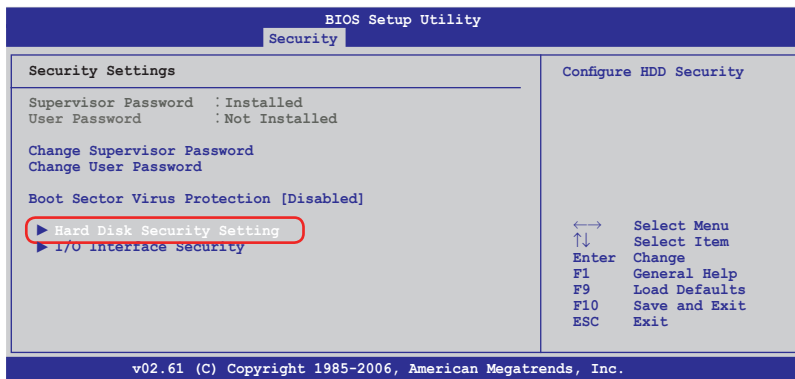 BIOS Setup Utility
Security
Security Settings
Supervisor Password : Installed
User Password : Not Installed
Change Supervisor Password
Change User Password
Boot Sector Virus Protection [Disabled]
▶ Hard Disk Security Setting
▶ I/O Interface Security
Configure HDD Security
←→ Select Menu
↑↓ Select Item
Enter Change
F1 General Help
F9 Load Defaults
F10 Save and Exit
ESC Exit
v02.61 (C) Copyright 1985-2006, American Megatrends, Inc.